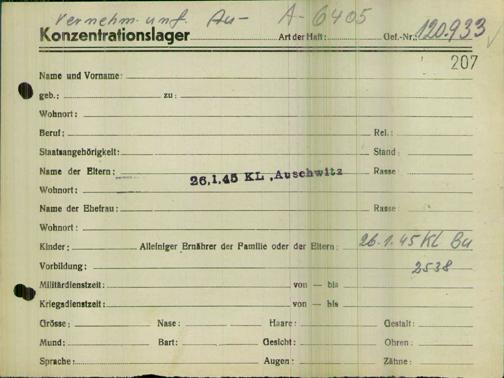 Vernehm. unf. Au- A-6405
Konzentrationslager Art der Haft: Gef.-Nr.: 120.933
207
Name und Vorname:
geb.: zu:
Wohnort:
Beruf: Rel.:
Staatsangehörigkeit: Stand:
Name der Eltern: Rasse:
26.1.45 KL. Auschwitz
Wohnort:
Name der Ehefrau: Rasse:
Wohnort:
Kinder: Alleiniger Ernährer der Familie oder der Eltern: 26.1.45 KL Bu
Vorbildung: 2538
Militärdienstzeit: von — bis
Kriegsdienstzeit: von — bis
Grösse: Nase: Haare: Gestalt:
Mund: Bart: Gesicht: Ohren:
Sprache: Augen: Zähne: